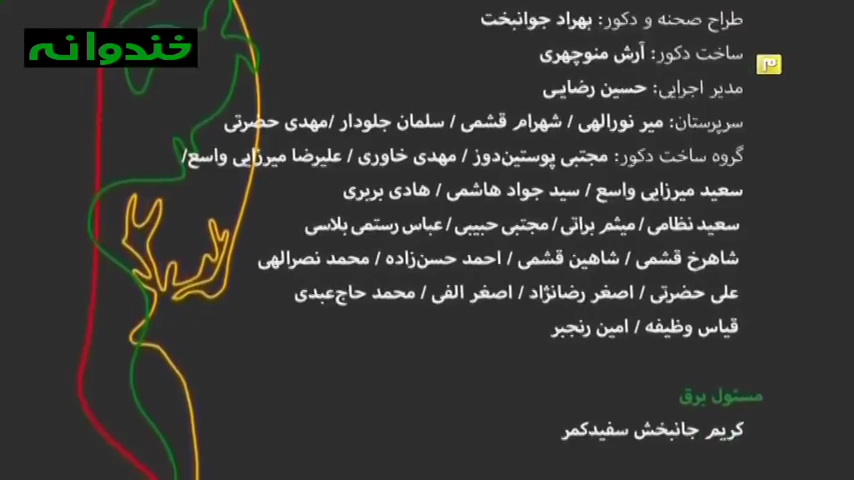 خندوانه
طراح صحنه و دکور: بهراد جوانبخت
ساخت دکور: آرش منوچهری
م
مدیر اجرایی: حسین رضایی
سرپرستان: میر نورالهی / شهرام قشمی / سلمان جلودار /مهدی حضرتی
گروه ساخت دکور: مجتبی پوستین‌دوز / مهدی خاوری / علیرضا میرزایی واسع/
سعید میرزایی واسع / سید جواد هاشمی / هادی بربری
سعید نظامی / میثم براتی / مجتبی حبیبی / عباس رستمی بلاسی
شاهرخ قشمی / شاهین قشمی / احمد حسن‌زاده / محمد نصرالهی
علی حضرتی / اصغر رضانژاد / اصغر الفی / محمد حاج‌عبدی
قیاس وظیفه / امین رنجبر
مسئول برق
کریم جانبخش سفیدکمر